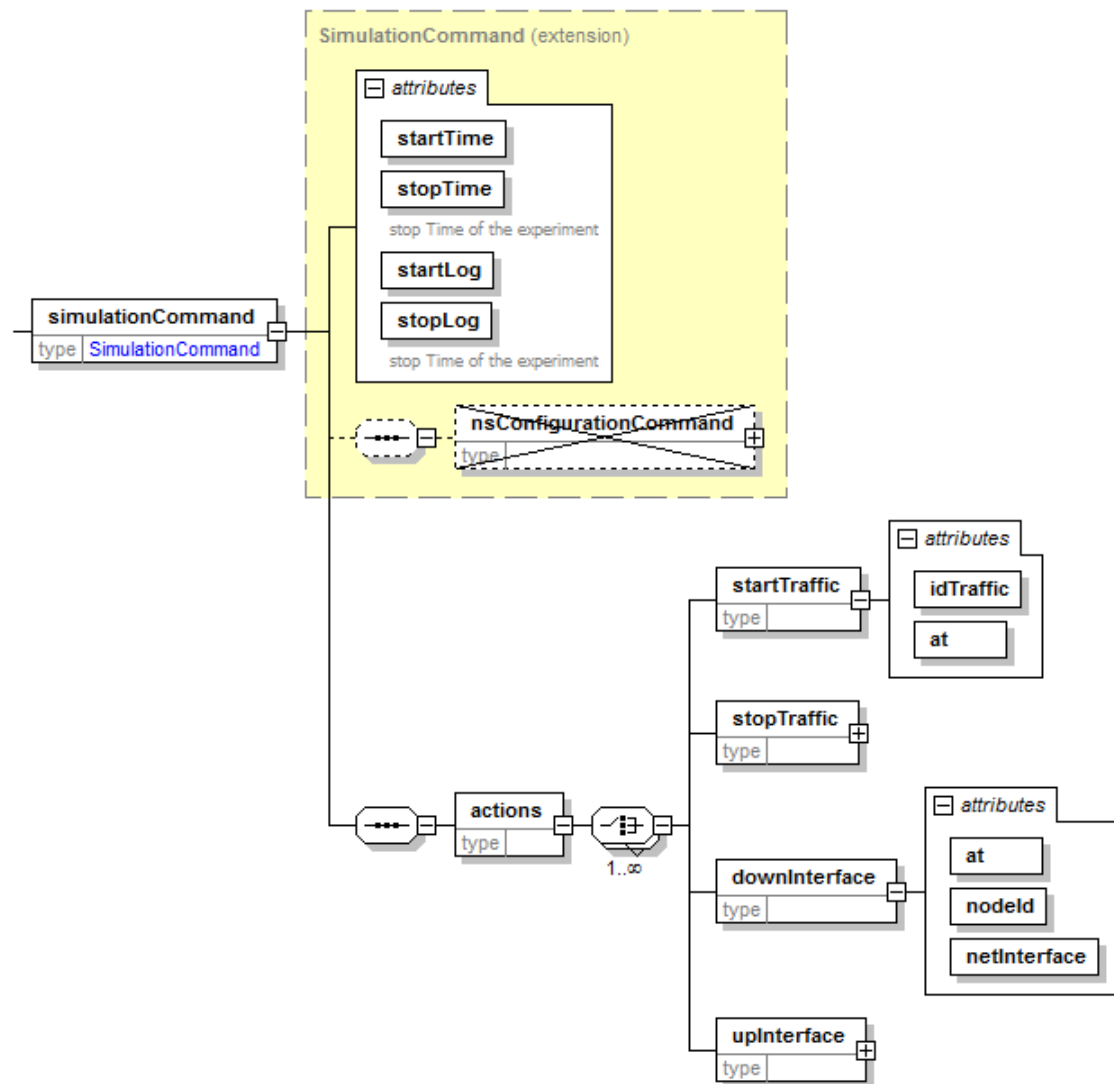 SimulationCommand (extension)
attributes
startTime
stopTime
stop Time of the experiment
startLog
stopLog
stop Time of the experiment
simulationCommand
type SimulationCommand
nsConfigurationCommand
type
attributes
startTraffic
type
idTraffic
at
stopTraffic
type
actions
type
1..∞
attributes
downInterface
type
at
nodeId
netInterface
upInterface
type